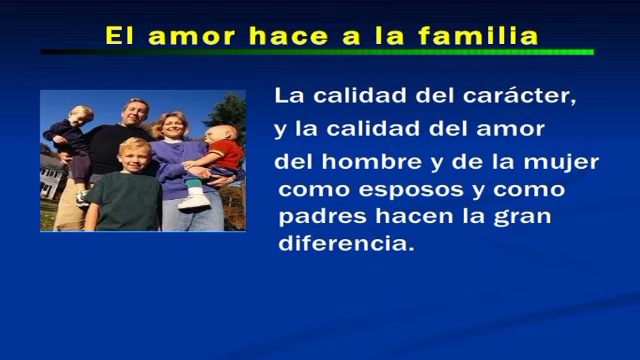 El amor hace a la familia
La calidad del carácter,
y la calidad del amor
del hombre y de la mujer
como esposos y como
padres hacen la gran
diferencia.